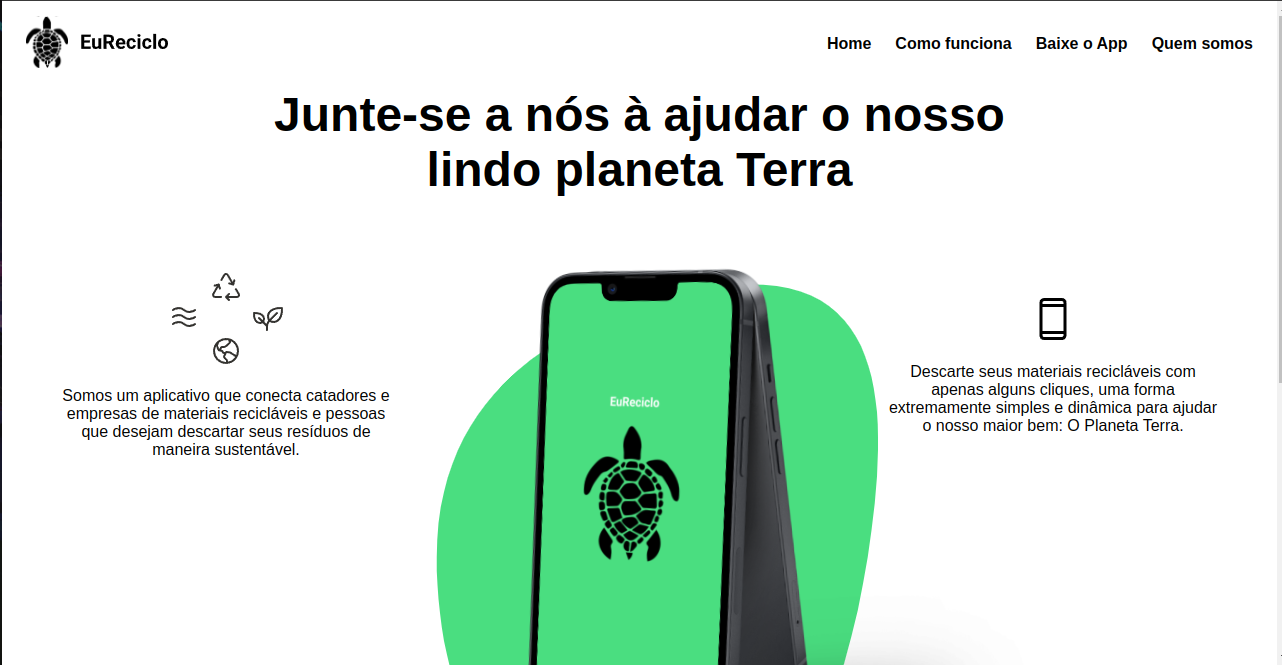 EuReciclo
Home Como funciona Baixe o App Quem somos
Junte-se a nós à ajudar o nosso
lindo planeta Terra
Somos um aplicativo que conecta catadores e
empresas de materiais recicláveis e pessoas
que desejam descartar seus resíduos de
maneira sustentável.
EuReciclo
Descarte seus materiais recicláveis com
apenas alguns cliques, uma forma
extremamente simples e dinâmica para ajudar
o nosso maior bem: O Planeta Terra.